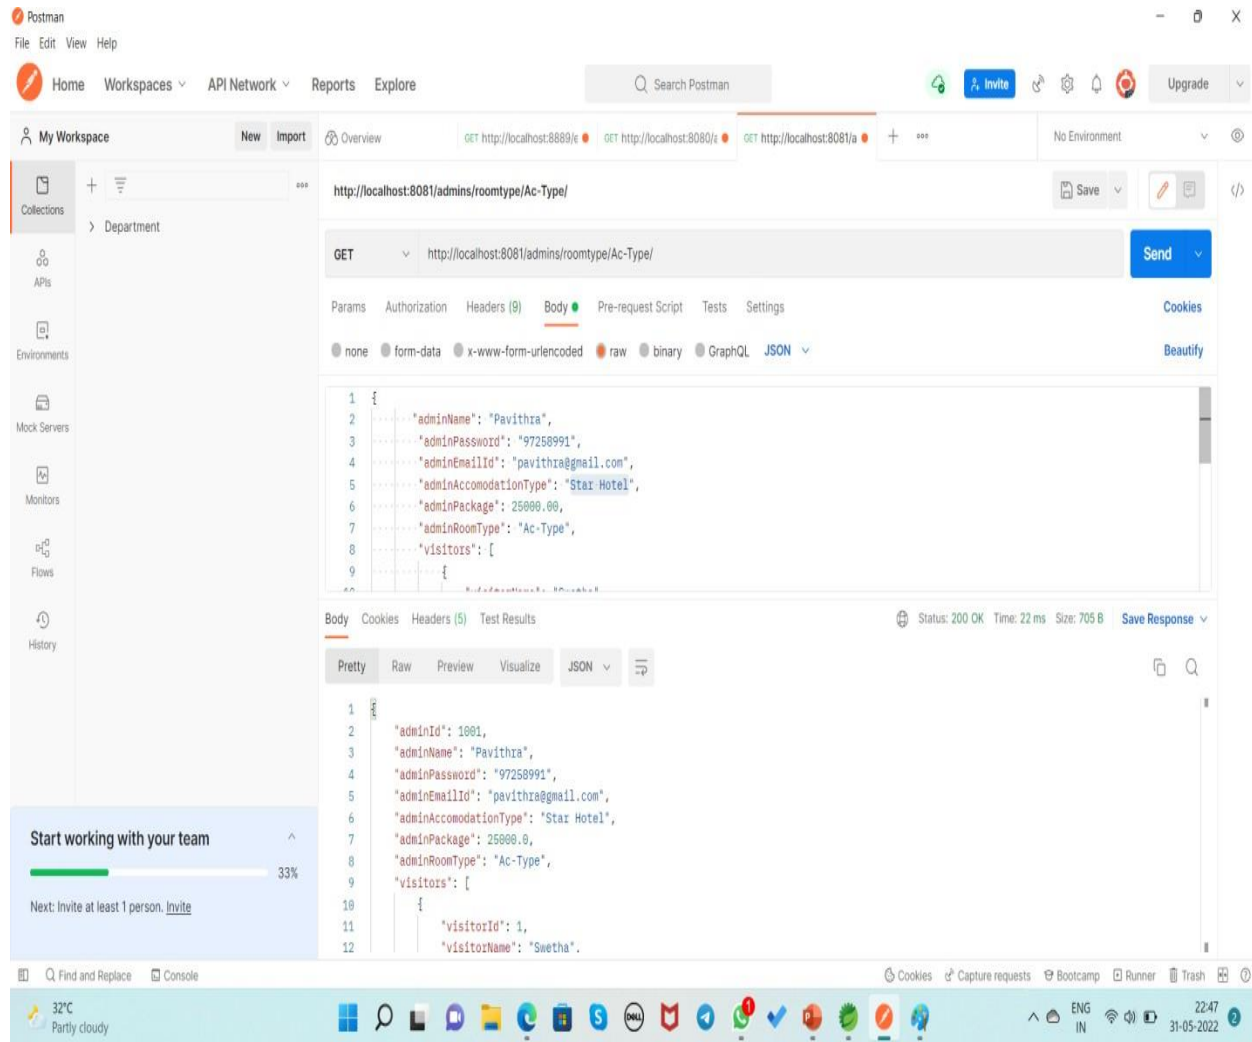 Postman
File Edit View Help
Home Workspaces API Network Reports Explore Search Postman Invite Upgrade
My Workspace New Import Overview GET http://localhost:8889/e GET http://localhost:8080/a GET http://localhost:8081/a No Environment
Collections
APIs
Environments
Mock Servers
Monitors
Flows
History
Department
http://localhost:8081/admins/roomtype/Ac-Type/ Save
GET http://localhost:8081/admins/roomtype/Ac-Type/ Send
Params Authorization Headers (9) Body Pre-request Script Tests Settings Cookies
none form-data x-www-form-urlencoded raw binary GraphQL JSON Beautify
1 {
2 "adminName": "Pavithra",
3 "adminPassword": "97258991",
4 "adminEmailId": "pavithra@gmail.com",
5 "adminAccomodationType": "Star Hotel",
6 "adminPackage": 25000.00,
7 "adminRoomType": "Ac-Type",
8 "visitors": [
9 {
Body Cookies Headers (5) Test Results Status: 200 OK Time: 22 ms Size: 705 B Save Response
Pretty Raw Preview Visualize JSON
1 {
2 "adminId": 1001,
3 "adminName": "Pavithra",
4 "adminPassword": "97258991",
5 "adminEmailId": "pavithra@gmail.com",
6 "adminAccomodationType": "Star Hotel",
7 "adminPackage": 25000.0,
8 "adminRoomType": "Ac-Type",
9 "visitors": [
10 {
11 "visitorId": 1,
12 "visitorName": "Swetha".
Start working with your team
33%
Next: Invite at least 1 person. Invite
Find and Replace Console Cookies Capture requests Bootcamp Runner Trash
32°C
Partly cloudy
DELL
1
ENG
IN
22:47
31-05-2022
2